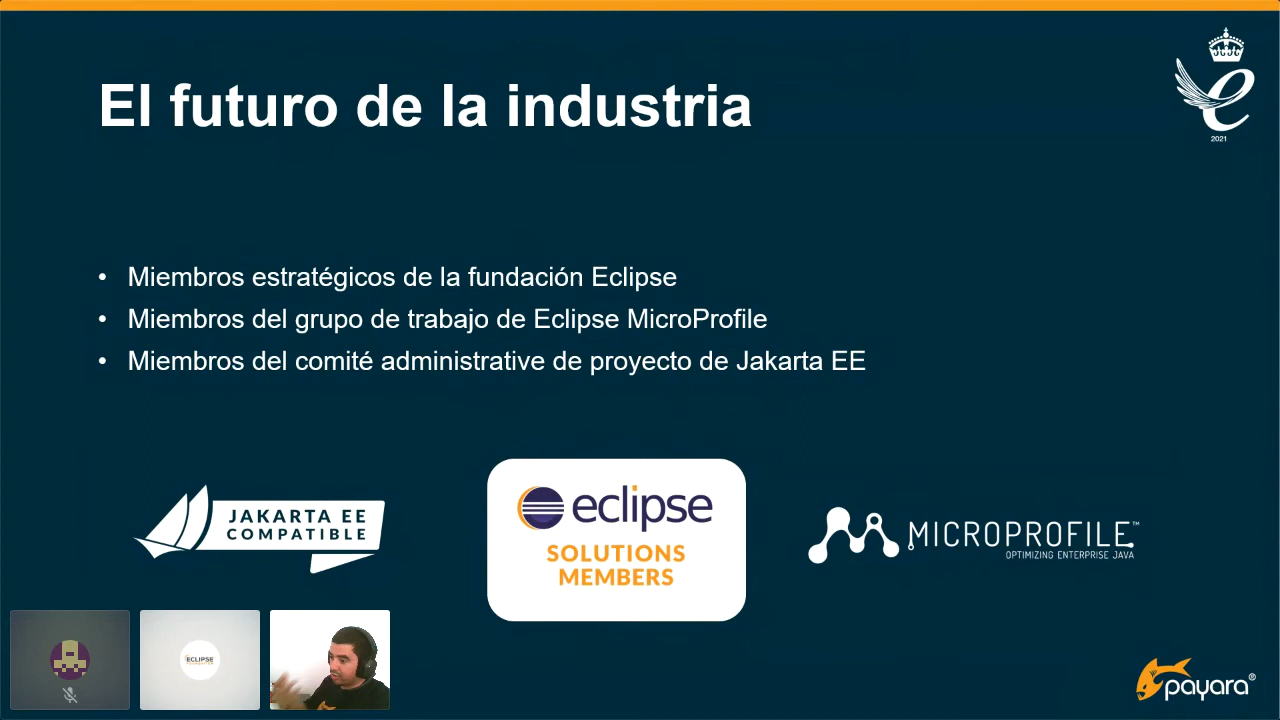 El futuro de la industria
2021
• Miembros estratégicos de la fundación Eclipse
• Miembros del grupo de trabajo de Eclipse MicroProfile
• Miembros del comité administrative de proyecto de Jakarta EE
JAKARTA EE
COMPATIBLE
eclipse
SOLUTIONS
MEMBERS
MICROPROFILE™
OPTIMIZING ENTERPRISE JAVA
ECLIPSE
FOUNDATION
payara®